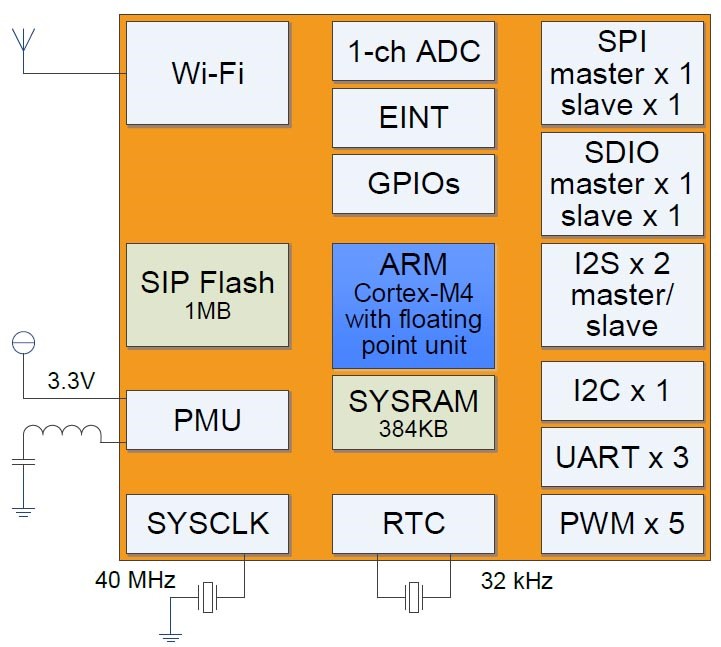 Wi-Fi
1-ch ADC
EINT
GPIOs
SPI
master x 1
slave x 1
SDIO
master x 1
slave x 1
SIP Flash
1MB
ARM
Cortex-M4
with floating
point unit
I2S x 2
master/
slave
3.3V
PMU
SYSRAM
384KB
I2C x 1
UART x 3
SYSCLK
RTC
PWM x 5
40 MHz
32 kHz